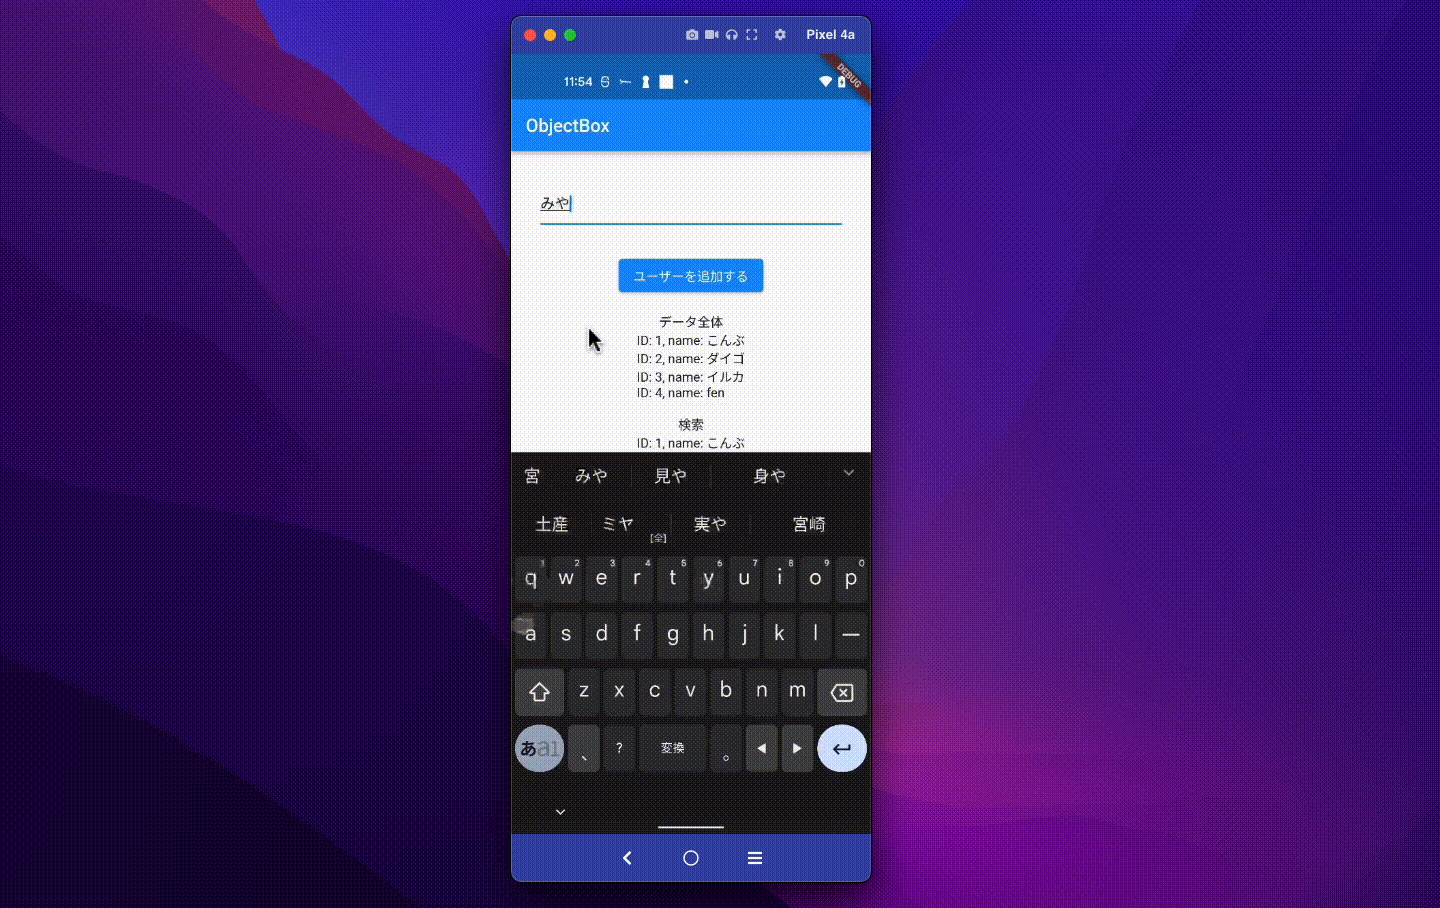 Pixel 4a
11:54
DEBUG
ObjectBox
みや
ユーザーを追加する
データ全体
ID: 1, name: こんぶ
ID: 2, name: ダイゴ
ID: 3, name: イルカ
ID: 4, name: fen
検索
ID: 1, name: こんぶ
宮 みや 見や 身や
土産 ミヤ 実や 宮崎
[全]
1 2 3 4 5 6 7 8 9 0
q w e r t y u i o p
a s d f g h j k l ー
z x c v b n m
あa1 、 ? 変換 。